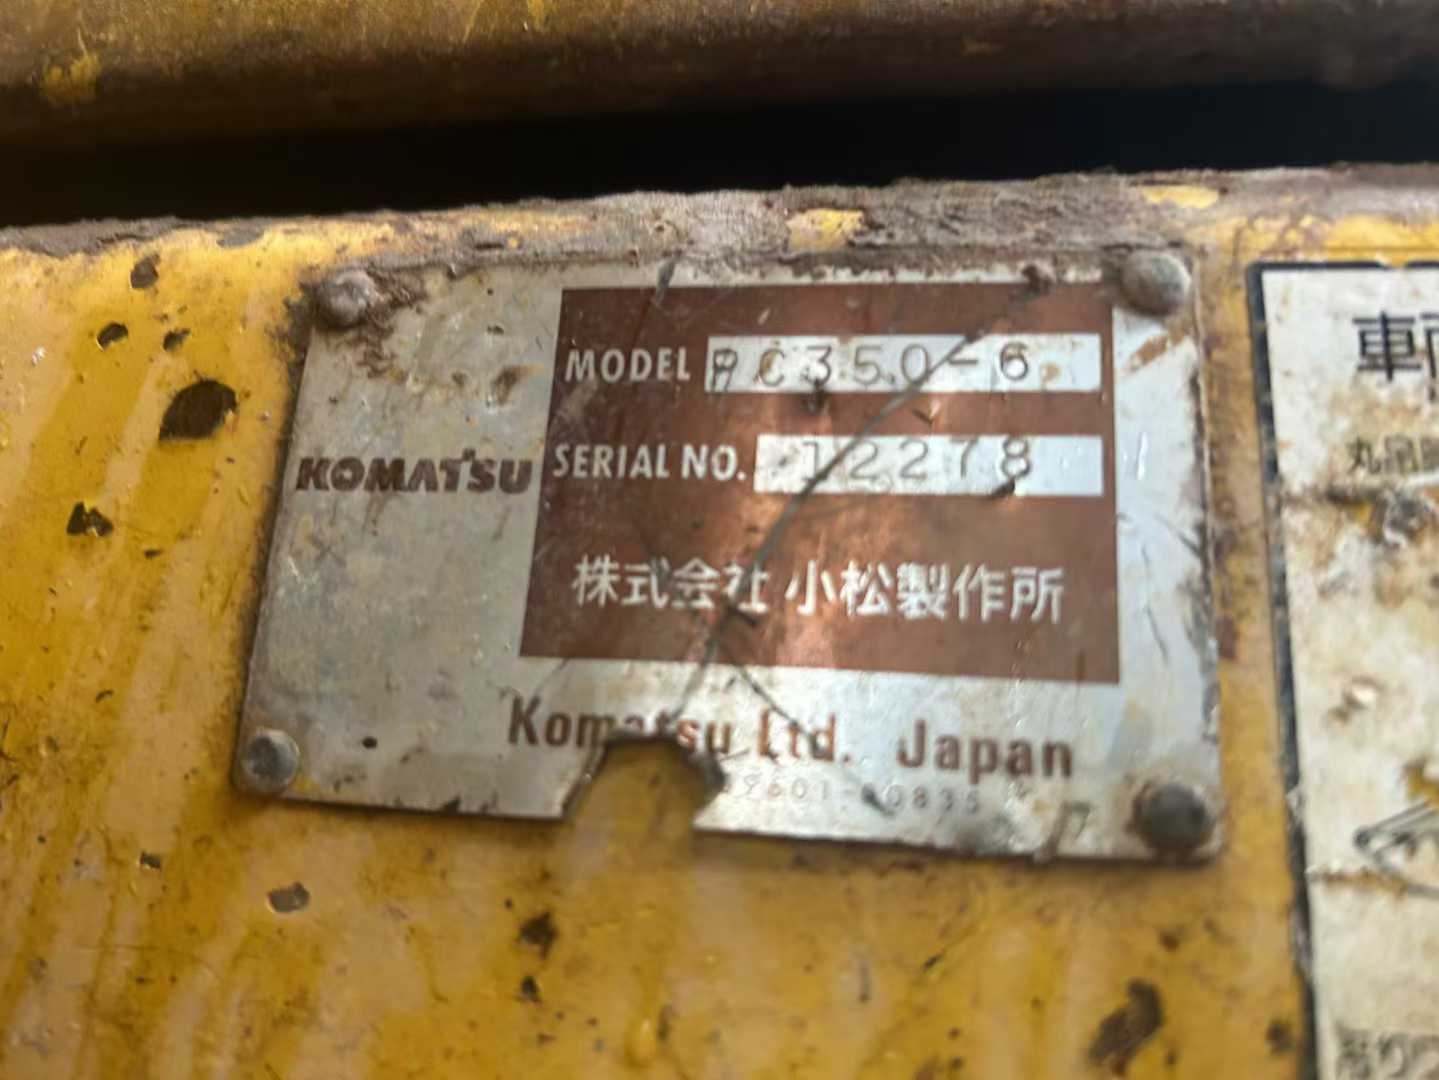 MODEL PC350-6
KOMATSU
SERIAL NO. 12278
株式会社 小松製作所
Komatsu Ltd. Japan